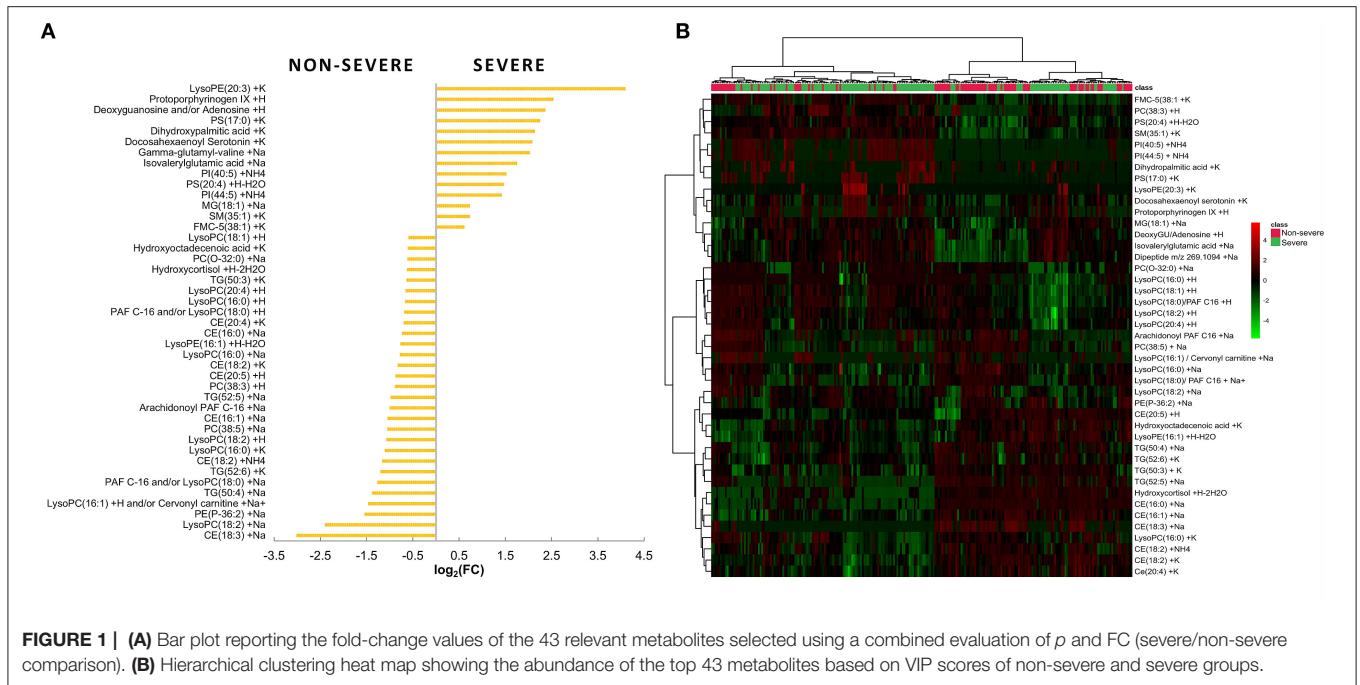 A
NON-SEVERE SEVERE
LysoPE(20:3) +K
Protoporphyrinogen IX +H
Deoxyguanosine and/or Adenosine +H
PS(17:0) +K
Dihydroxypalmitic acid +K
Docosahexaenoyl Serotonin +K
Gamma-glutamyl-valine +Na
Isovalerylglutamic acid +Na
PI(40:5) +NH4
PS(20:4) +H-H2O
PI(44:5) +NH4
MG(18:1) +Na
SM(35:1) +K
FMC-5(38:1) +K
LysoPC(18:1) +H
Hydroxyoctadecenoic acid +K
PC(O-32:0) +Na
Hydroxycortisol +H-2H2O
TG(50:3) +K
LysoPC(20:4) +H
LysoPC(16:0) +H
PAF C-16 and/or LysoPC(18:0) +H
CE(20:4) +K
CE(16:0) +Na
LysoPE(16:1) +H-H2O
LysoPC(16:0) +Na
CE(18:2) +K
CE(20:5) +H
PC(38:3) +H
TG(52:5) +Na
Arachidonoyl PAF C-16 +Na
CE(16:1) +Na
PC(38:5) +Na
LysoPC(18:2) +H
LysoPC(16:0) +K
CE(18:2) +NH4
TG(52:6) +K
PAF C-16 and/or LysoPC(18:0) +Na
TG(50:4) +Na
LysoPC(16:1) +H and/or Cervonyl carnitine +Na+
PE(P-36:2) +Na
LysoPC(18:2) +Na
CE(18:3) +Na
-3.5 -2.5 -1.5 -0.5 0.5 1.5 2.5 3.5 4.5
log2(FC)
B
class
FMC-5(38:1 +K
PC(38:3) +H
PS(20:4) +H-H2O
SM(35:1) +K
PI(40:5) +NH4
PI(44:5) + NH4
Dihydropalmitic acid +K
PS(17:0) +K
LysoPE(20:3) +K
Docosahexaenoyl serotonin +K
Protoporphyrinogen IX +H
MG(18:1) +Na
DeoxyGU/Adenosine +H
Isovalerylglutamic acid +Na
Dipeptide m/z 269.1094 +Na
PC(O-32:0) +Na
LysoPC(16:0) +H
LysoPC(18:1) +H
LysoPC(18:0)/PAF C16 +H
LysoPC(18:2) +H
LysoPC(20:4) +H
Arachidonoyl PAF C16 +Na
PC(38:5) + Na
LysoPC(16:1) / Cervonyl carnitine +Na
LysoPC(16:0) +Na
LysoPC(18:0)/ PAF C16 + Na+
LysoPC(18:2) +Na
PE(P-36:2) +Na
CE(20:5) +H
Hydroxyoctadecenoic acid +K
LysoPE(16:1) +H-H2O
TG(50:4) +Na
TG(52:6) +K
TG(50:3) + K
TG(52:5) +Na
Hydroxycortisol +H-2H2O
CE(16:0) +Na
CE(16:1) +Na
CE(18:3) +Na
LysoPC(16:0) +K
CE(18:2) +NH4
CE(18:2) +K
Ce(20:4) +K
class
Non-severe
Severe
4
2
0
-2
-4
FIGURE 1 | (A) Bar plot reporting the fold-change values of the 43 relevant metabolites selected using a combined evaluation of p and FC (severe/non-severe
comparison). (B) Hierarchical clustering heat map showing the abundance of the top 43 metabolites based on VIP scores of non-severe and severe groups.